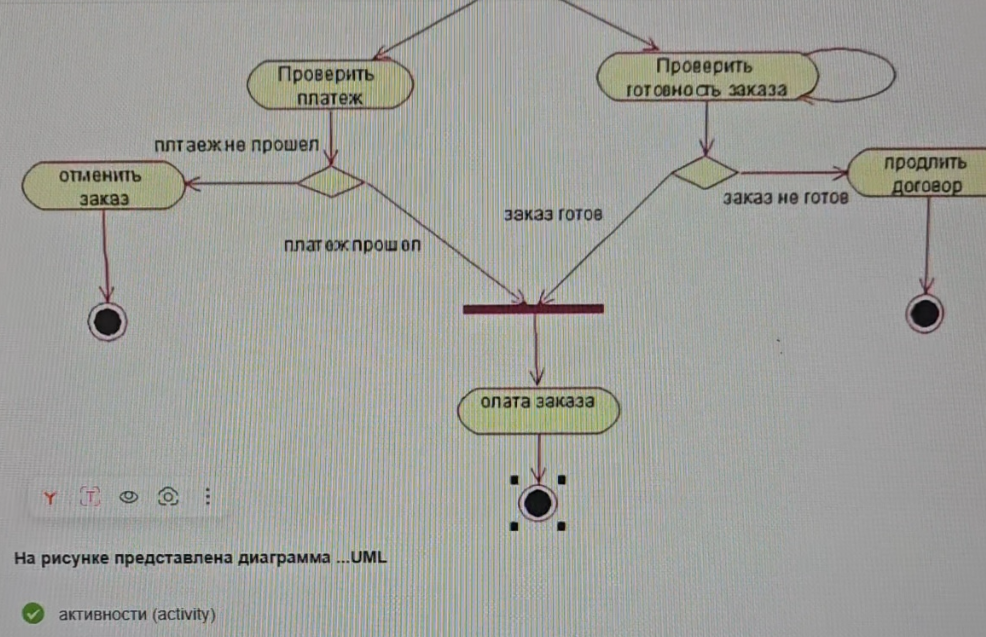 Проверить
платеж
Проверить
готовность заказа
плтаеж не прошел
отменить
заказ
продлить
договор
заказ готов
заказ не готов
платеж прошел
олата заказа
На рисунке представлена диаграмма ...UML
активности (activity)